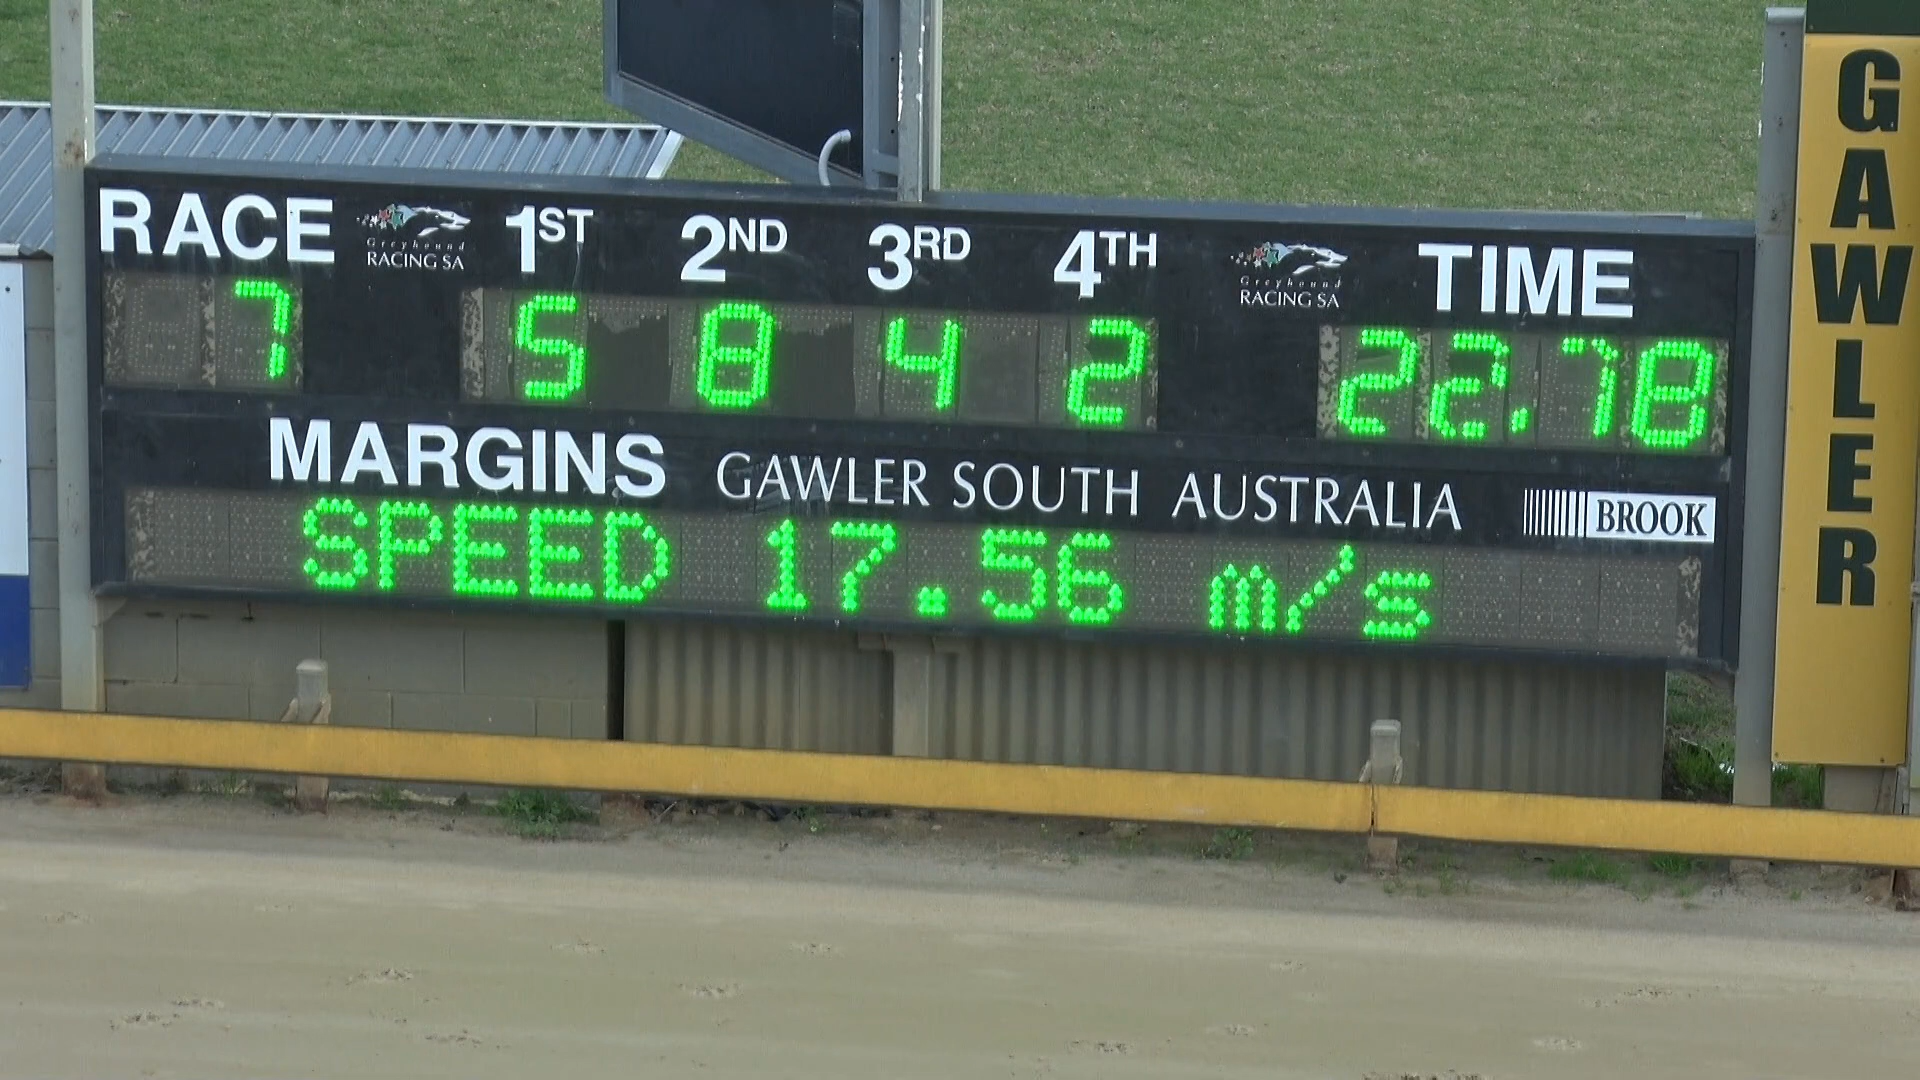 RACE Greyhound RACING SA 1ST 2ND 3RD 4TH Greyhound RACING SA TIME
7 5 8 4 2 22.78
MARGINS GAWLER SOUTH AUSTRALIA BROOK
SPEED 17.56 m/s
GAWLER